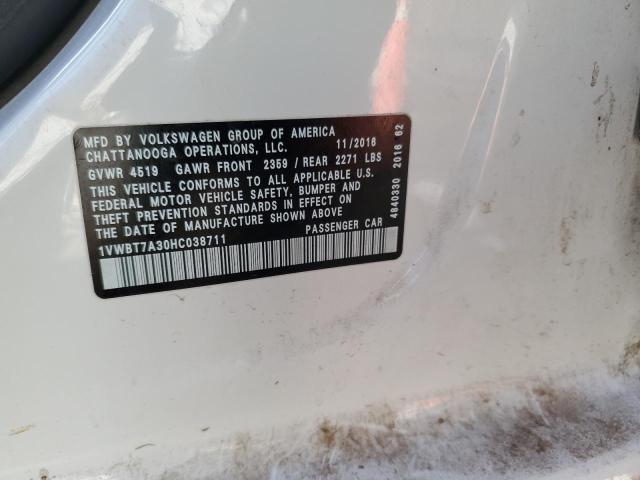 MFD BY VOLKSWAGEN GROUP OF AMERICA
CHATTANOOGA OPERATIONS, LLC. 11/2016
GVWR 4519 GAWR FRONT 2359 / REAR 2271 LBS
THIS VEHICLE CONFORMS TO ALL APPLICABLE U.S.
FEDERAL MOTOR VEHICLE SAFETY, BUMPER AND
THEFT PREVENTION STANDARDS IN EFFECT ON
THE DATE OF MANUFACTURE SHOWN ABOVE
1VWBT7A30HC038711 PASSENGER CAR
4840330 2016 62